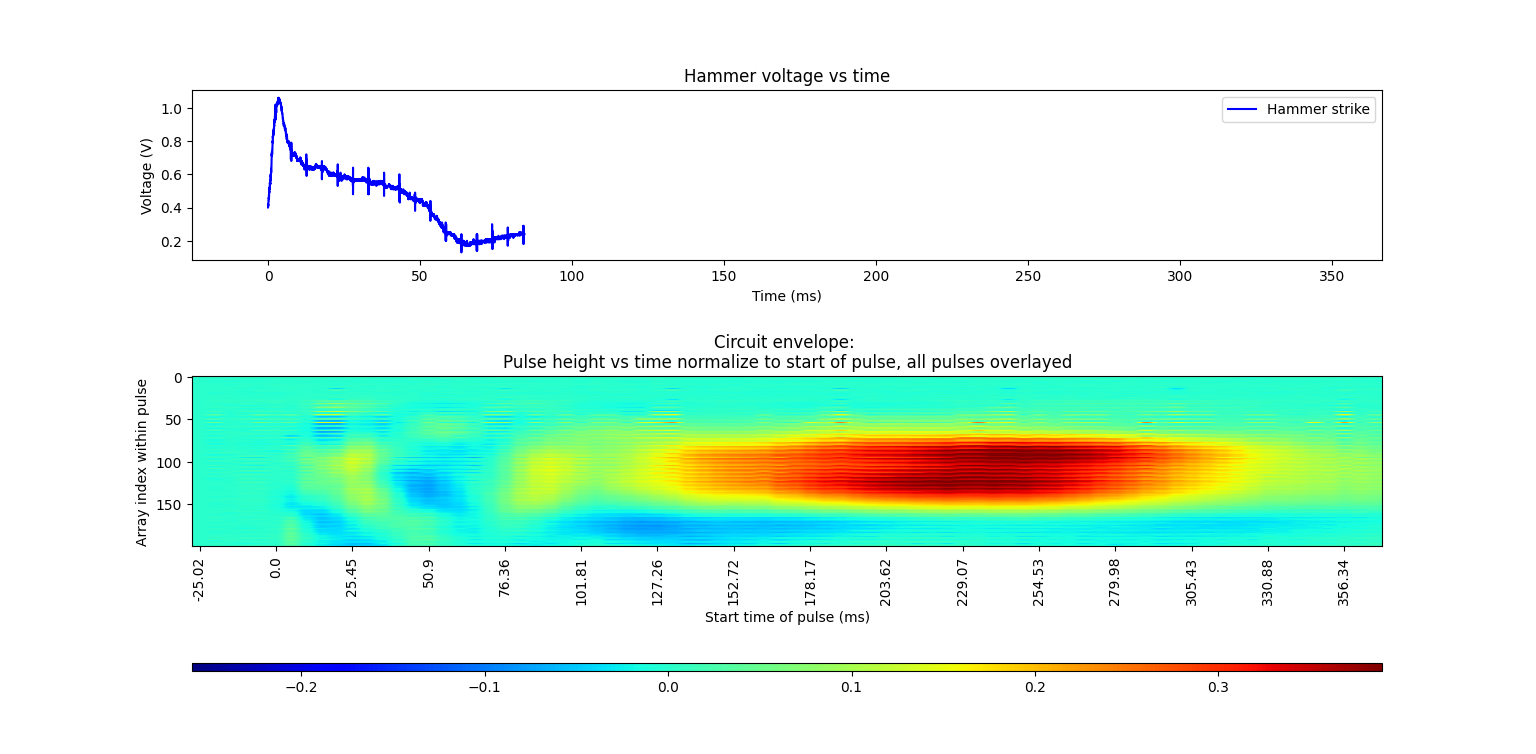 Hammer voltage vs time
Hammer strike
Voltage (V)
1.0
0.8
0.6
0.4
0.2
0 50 100 150 200 250 300 350
Time (ms)
Circuit envelope:
Pulse height vs time normalize to start of pulse, all pulses overlayed
Array index within pulse
0
50
100
150
-25.02 0.0 25.45 50.9 76.36 101.81 127.26 152.72 178.17 203.62 229.07 254.53 279.98 305.43 330.88 356.34
Start time of pulse (ms)
−0.2 −0.1 0.0 0.1 0.2 0.3